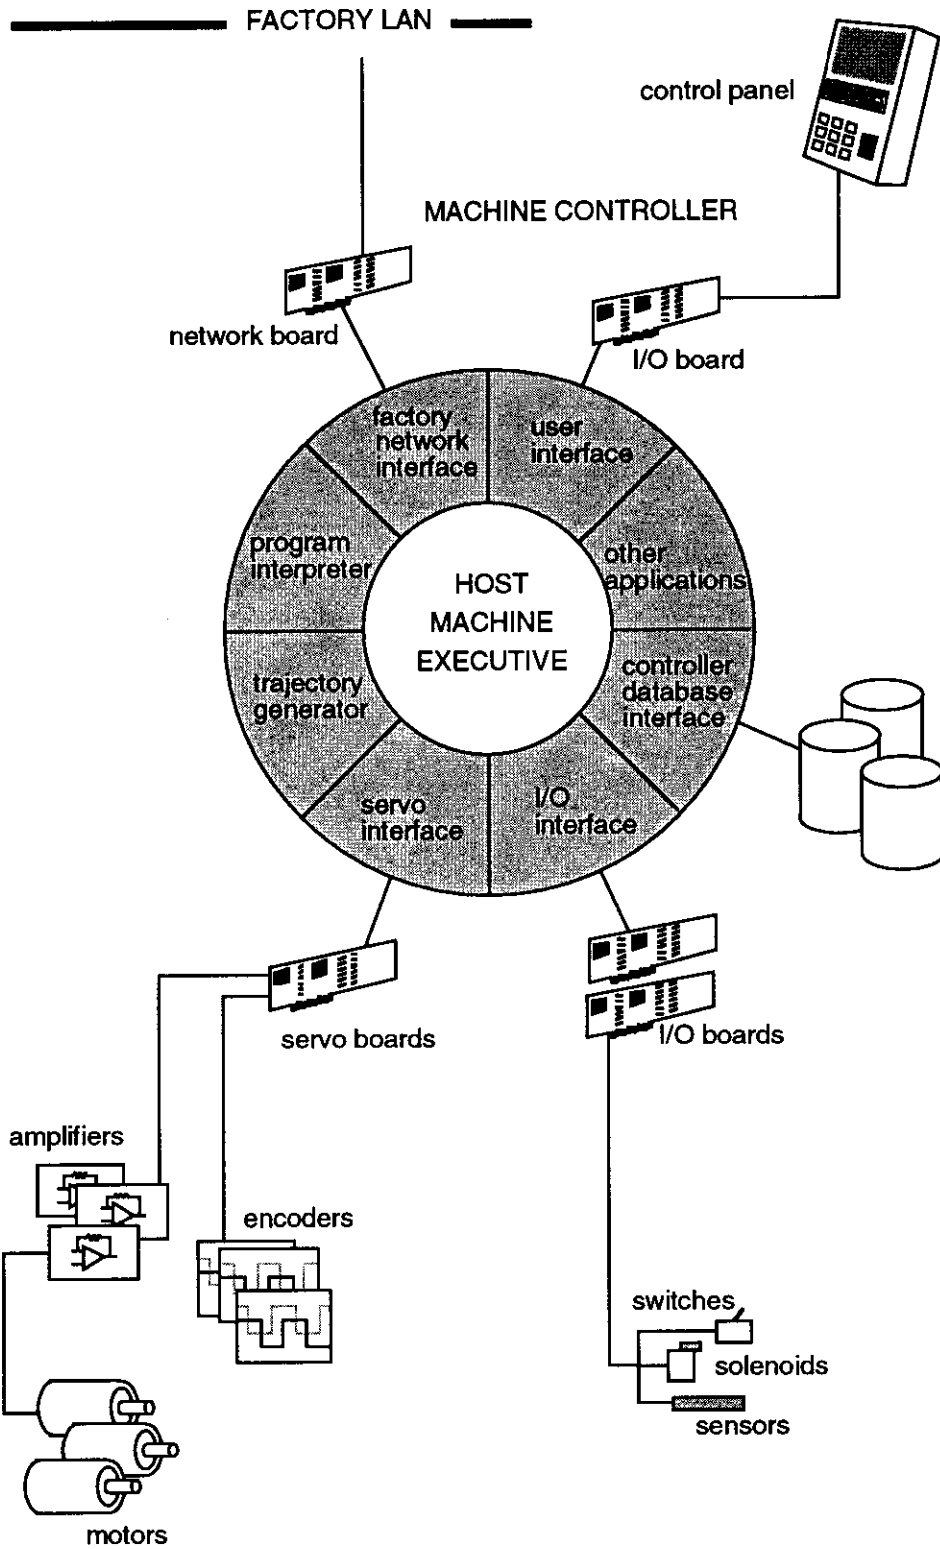 FACTORY LAN
control panel
MACHINE CONTROLLER
network board
I/O board
factory
network
interface
user
interface
program
interpreter
other
applications
HOST
MACHINE
EXECUTIVE
trajectory
generator
controller
database
interface
servo
interface
I/O
interface
servo boards
I/O boards
amplifiers
encoders
switches
solenoids
sensors
motors